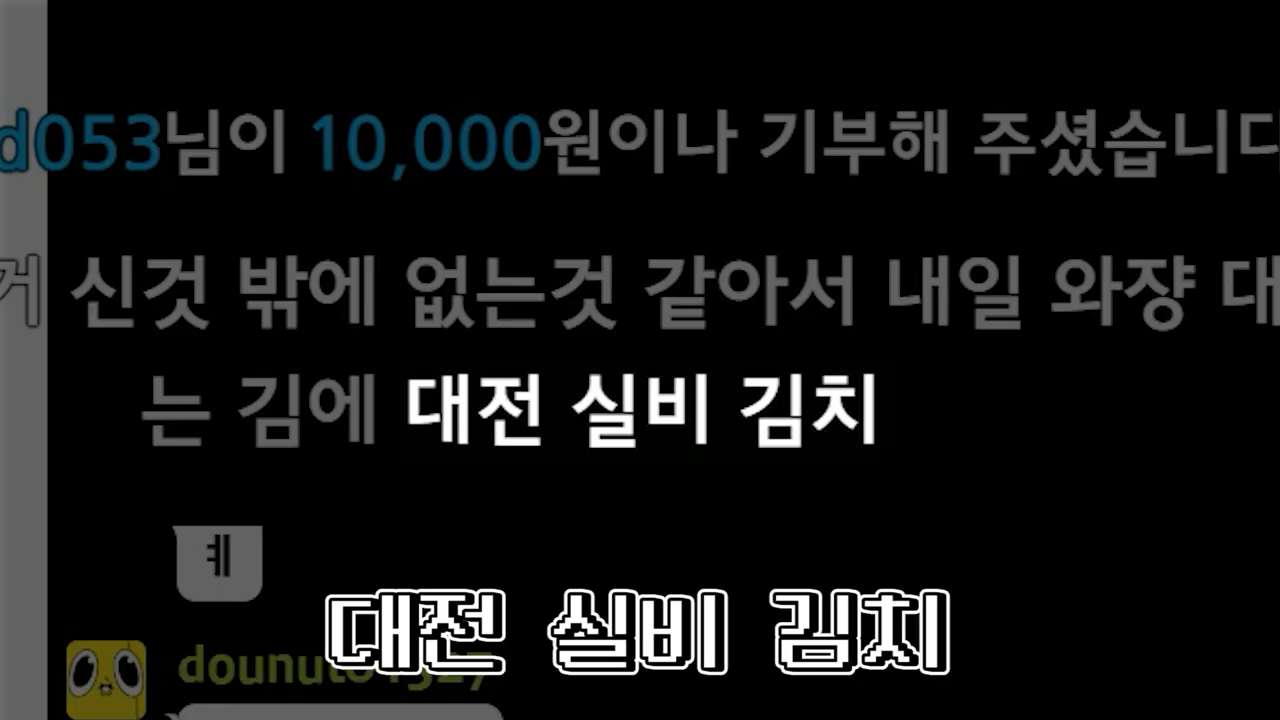 d053님이 10,000원이나 기부해 주셨습니다
거 신것 밖에 없는것 같아서 내일 와쟝 대
는 김에 대전 실비 김치
예
대전 실비 김치